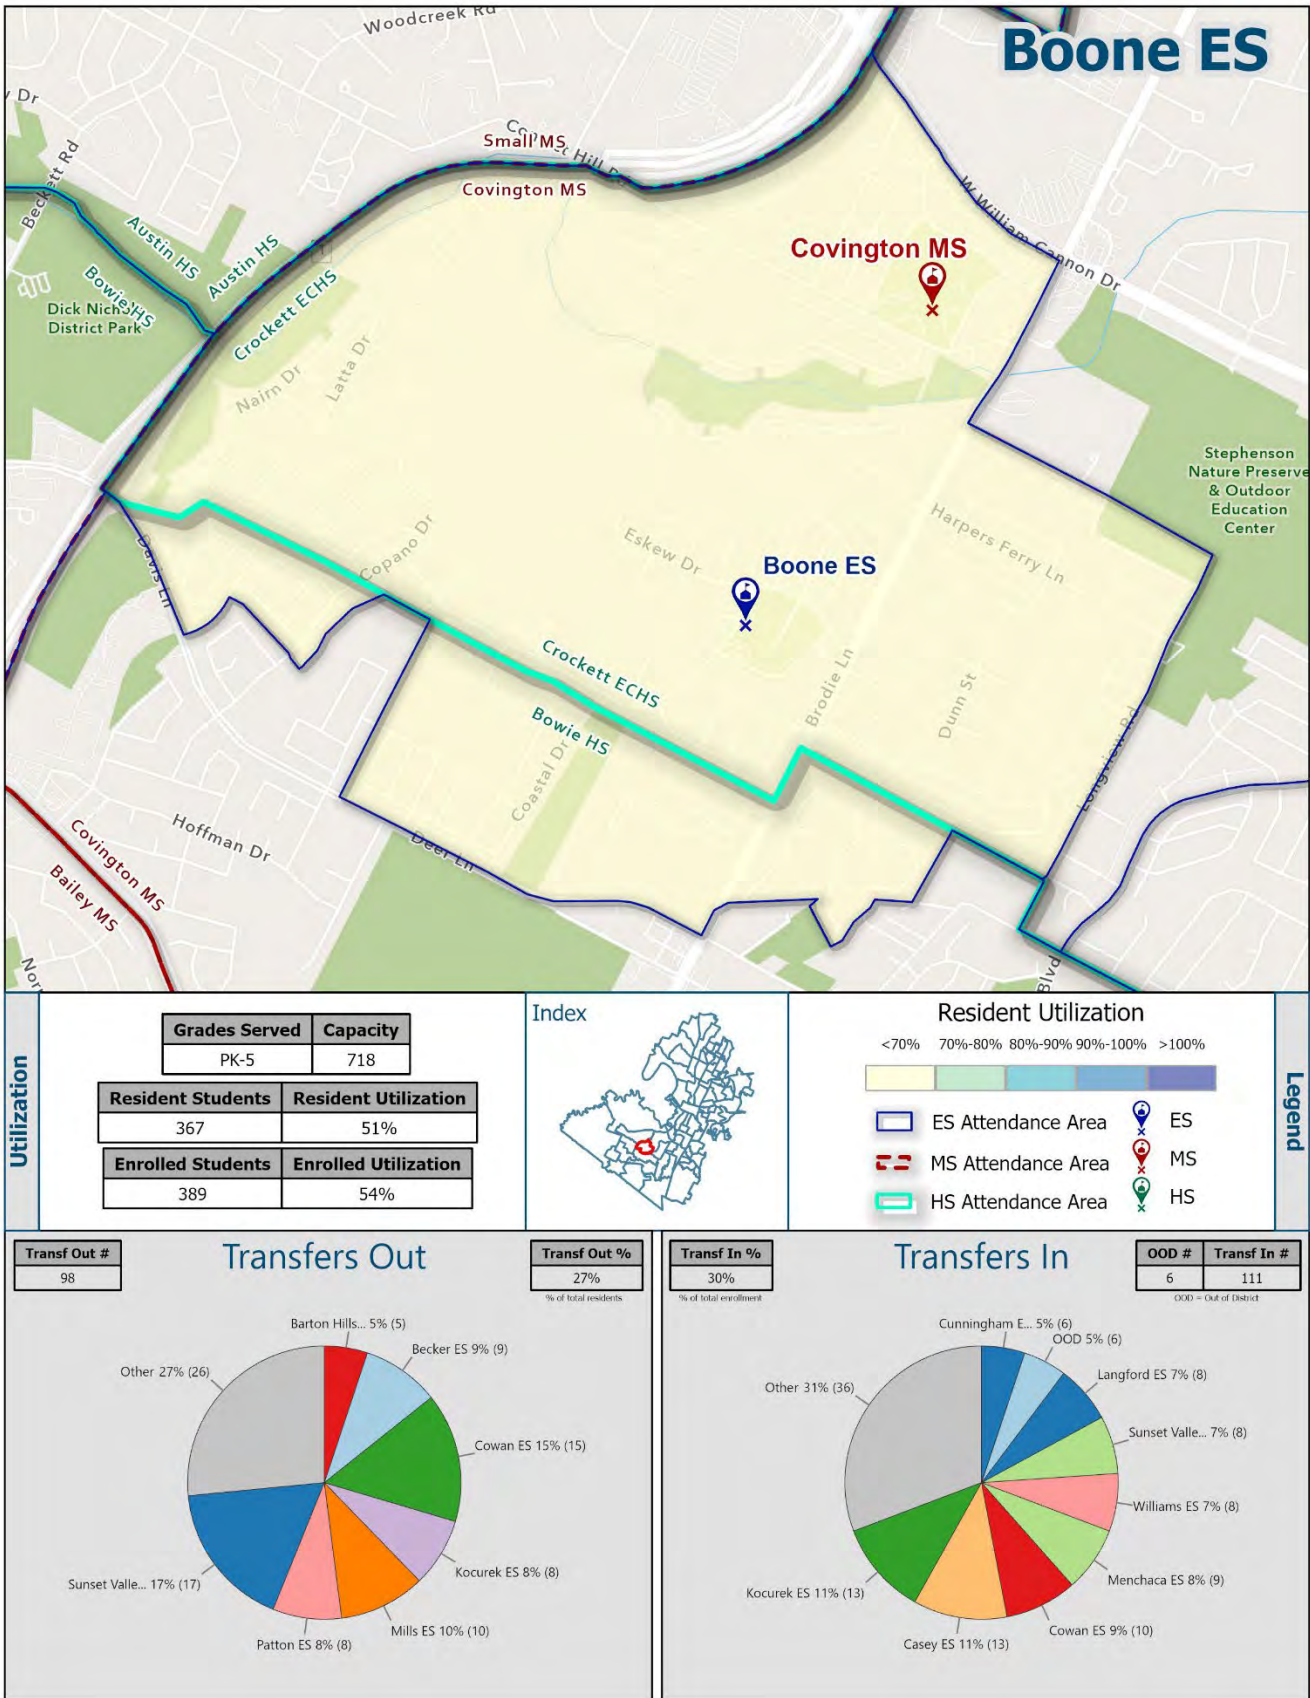 Boone ES
Woodcreek Rd
Dr
Beckett Rd
Small MS
Covington MS
Austin HS
Austin HS
Bowie HS
Crockett ECHS
Dick Nichols
District Park
W William Cannon Dr
Covington MS
Nairn Dr
Latta Dr
Stephenson
Nature Preserve
& Outdoor
Education
Center
Davis Ln
Copano Dr
Eskew Dr
Harpers Ferry Ln
Boone ES
Crockett ECHS
Bowie HS
Brodie Ln
Dunn St
Longview Rd
Coastal Dr
Deer Ln
Hoffman Dr
Covington MS
Bailey MS
Blvd
Utilization
Grades Served Capacity
PK-5 718
Resident Students Resident Utilization
367 51%
Enrolled Students Enrolled Utilization
389 54%
Index
Resident Utilization
<70% 70%-80% 80%-90% 90%-100% >100%
ES Attendance Area ES
MS Attendance Area MS
HS Attendance Area HS
Legend
Transfers Out
Transf Out #
98
Transf Out %
27%
% of total residents
Barton Hills... 5% (5)
Becker ES 9% (9)
Other 27% (26)
Cowan ES 15% (15)
Kocurek ES 8% (8)
Sunset Valle... 17% (17)
Mills ES 10% (10)
Patton ES 8% (8)
Transfers In
Transf In %
30%
% of total enrollment
OOD # Transf In #
6 111
OOD = Out of District
Cunningham E... 5% (6)
OOD 5% (6)
Langford ES 7% (8)
Other 31% (36)
Sunset Valle... 7% (8)
Williams ES 7% (8)
Menchaca ES 8% (9)
Kocurek ES 11% (13)
Cowan ES 9% (10)
Casey ES 11% (13)